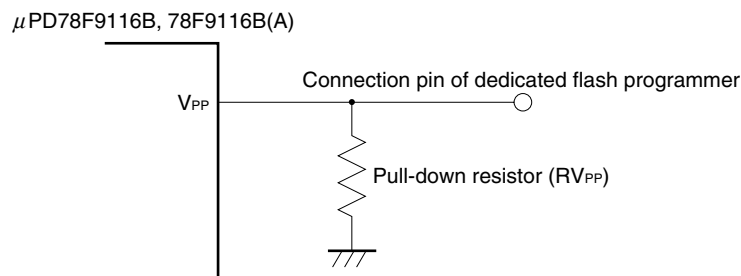 μPD78F9116B, 78F9116B(A)
Connection pin of dedicated flash programmer
VPP
Pull-down resistor (RVPP)